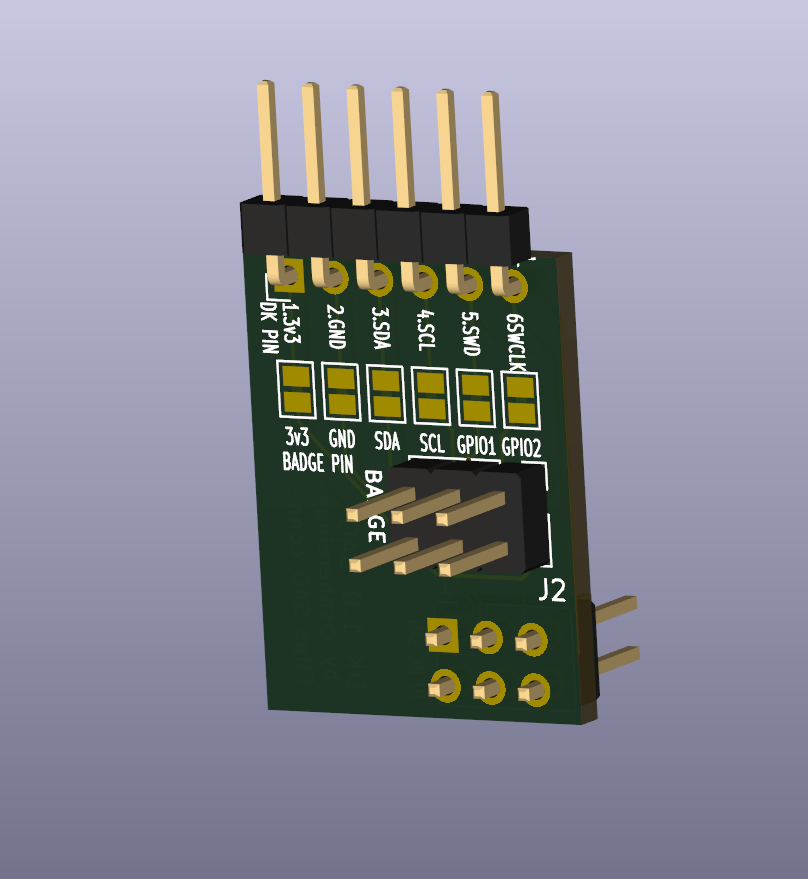 DK PIN
1.3v3
2.GND
3.SDA
4.SCL
5.SWD
6SWCLK
3v3 GND SDA SCL GPIO1 GPIO2
BADGE PIN
J2